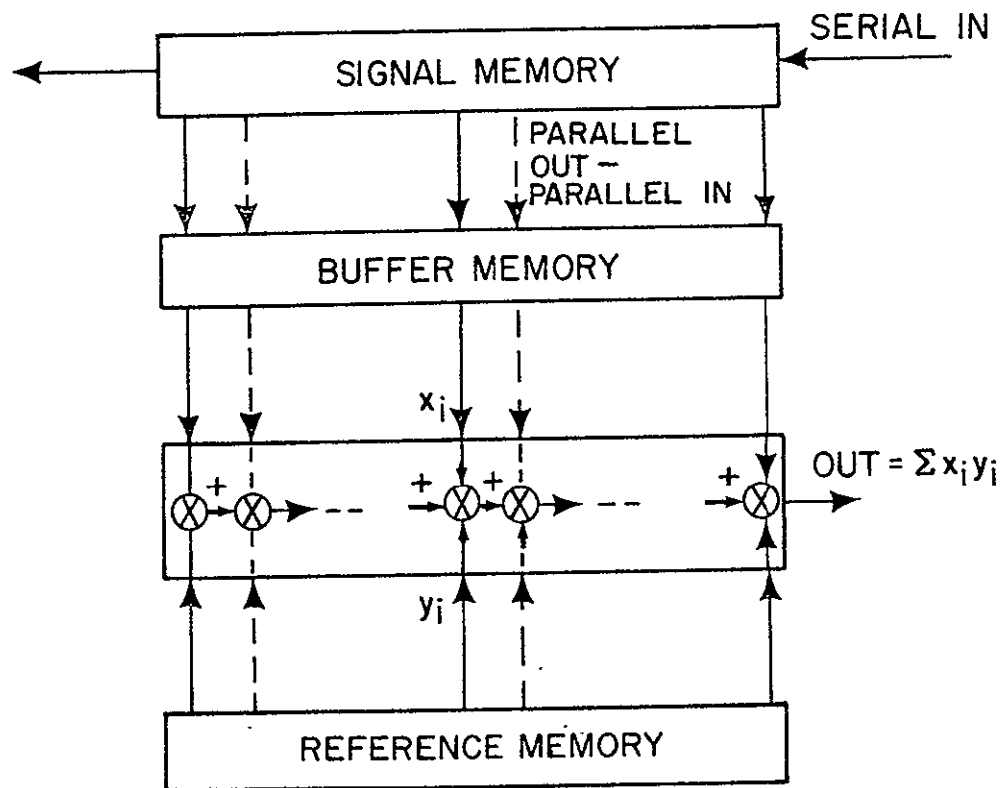 SERIAL IN
SIGNAL MEMORY
PARALLEL
OUT –
PARALLEL IN
BUFFER MEMORY
xᵢ
OUT = Σ xᵢ yᵢ
+ + + +
---
---
yᵢ
REFERENCE MEMORY